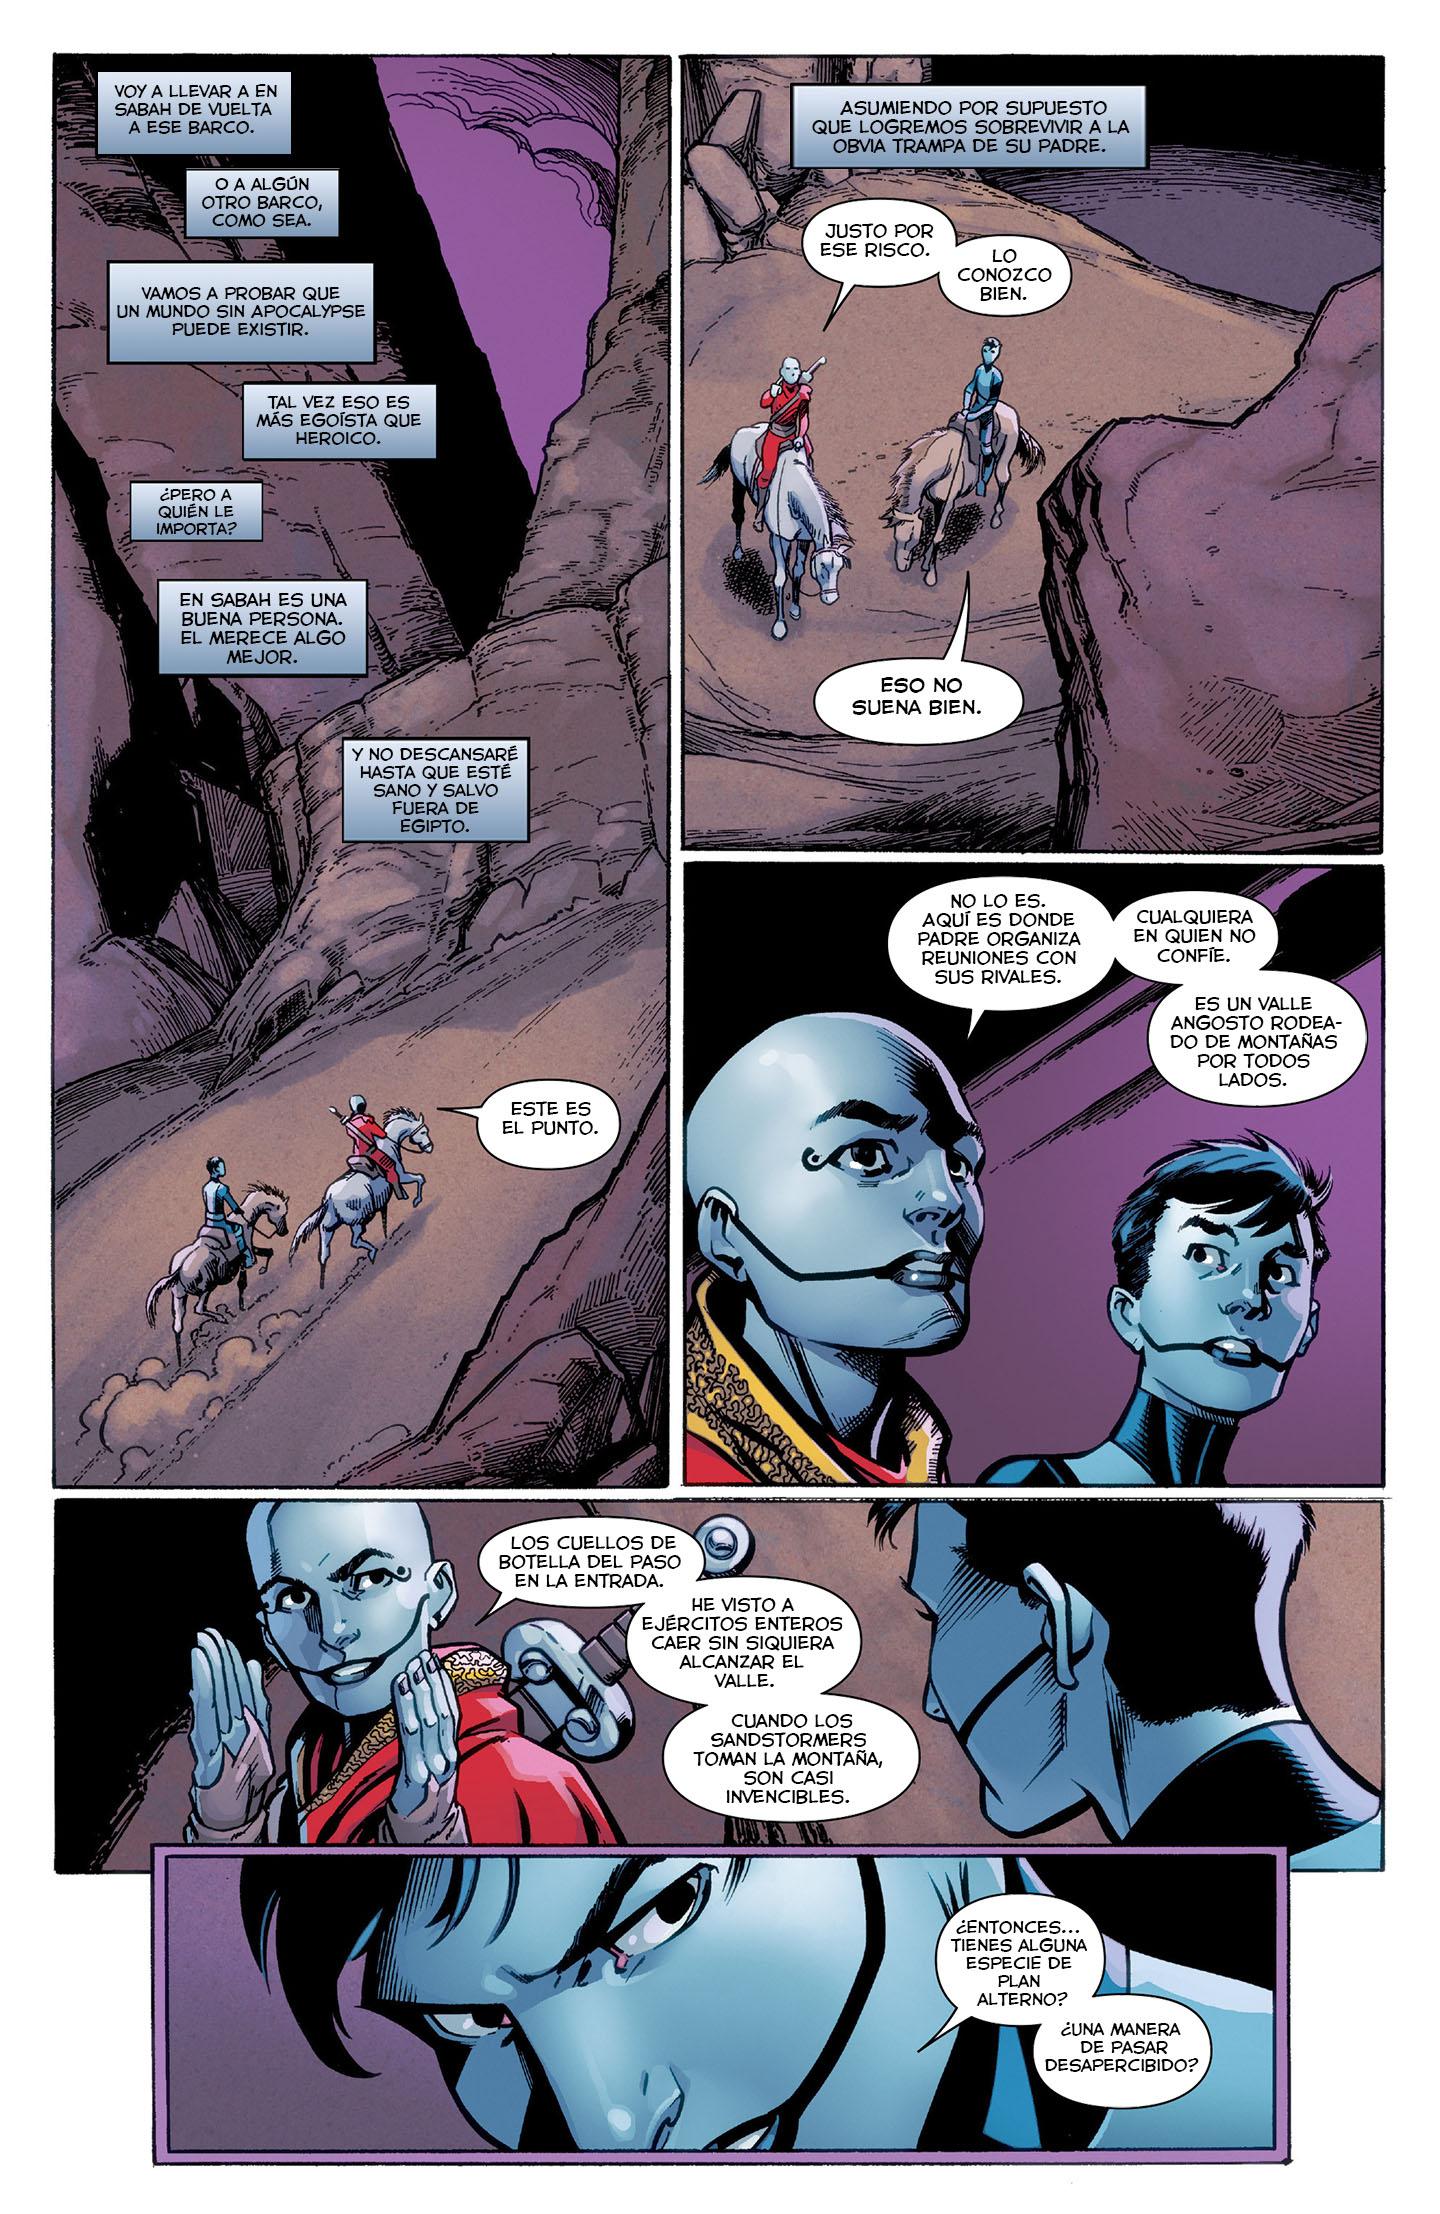 VOY A LLEVAR A EN
SABAH DE VUELTA
A ESE BARCO.
O A ALGÚN
OTRO BARCO,
COMO SEA.
VAMOS A PROBAR QUE
UN MUNDO SIN APOCALYPSE
PUEDE EXISTIR.
TAL VEZ ESO ES
MÁS EGOÍSTA QUE
HEROICO.
¿PERO A
QUIÉN LE
IMPORTA?
EN SABAH ES UNA
BUENA PERSONA.
EL MERECE ALGO
MEJOR.
Y NO DESCANSARÉ
HASTA QUE ESTÉ
SANO Y SALVO
FUERA DE
EGIPTO.
ESTE ES
EL PUNTO.
ASUMIENDO POR SUPUESTO
QUE LOGREMOS SOBREVIVIR A LA
OBVIA TRAMPA DE SU PADRE.
JUSTO POR
ESE RISCO.
LO
CONOZCO
BIEN.
ESO NO
SUENA BIEN.
NO LO ES.
AQUÍ ES DONDE
PADRE ORGANIZA
REUNIONES CON
SUS RIVALES.
CUALQUIERA
EN QUIEN NO
CONFÍE.
ES UN VALLE
ANGOSTO RODEA-
DO DE MONTAÑAS
POR TODOS
LADOS.
LOS CUELLOS DE
BOTELLA DEL PASO
EN LA ENTRADA.
HE VISTO A
EJÉRCITOS ENTEROS
CAER SIN SIQUIERA
ALCANZAR EL
VALLE.
CUANDO LOS
SANDSTORMERS
TOMAN LA MONTAÑA,
SON CASI
INVENCIBLES.
¿ENTONCES...
TIENES ALGUNA
ESPECIE DE
PLAN
ALTERNO?
¿UNA MANERA
DE PASAR
DESAPERCIBIDO?